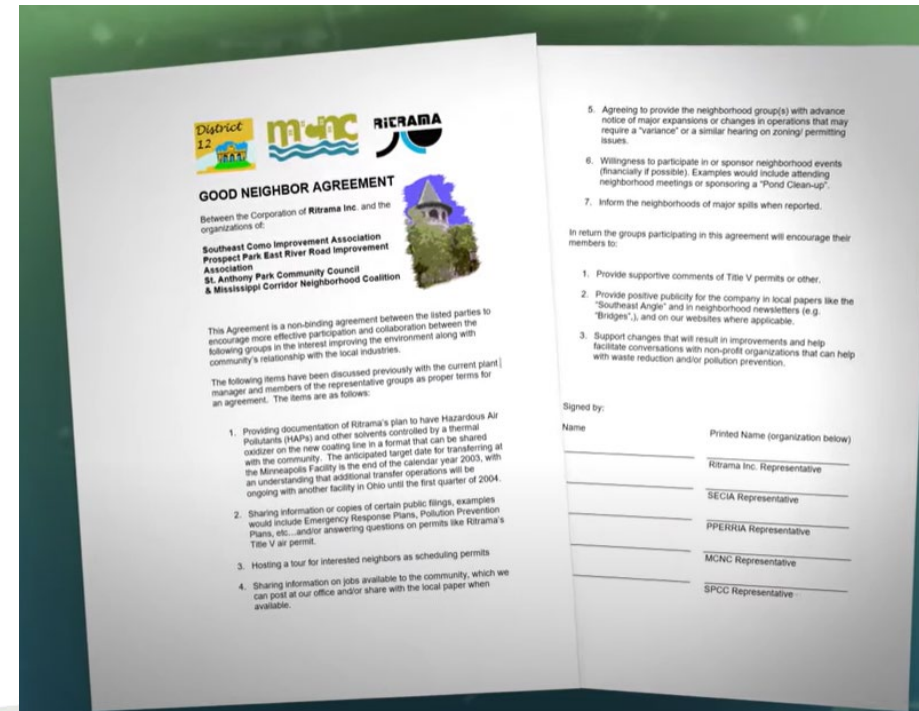 District
12
mcnc
RITRAMA
GOOD NEIGHBOR AGREEMENT
Between the Corporation of Ritrama Inc. and the
organizations of:
Southeast Como Improvement Association
Prospect Park East River Road Improvement
Association
St. Anthony Park Community Council
& Mississippi Corridor Neighborhood Coalition
This Agreement is a non-binding agreement between the listed parties to
encourage more effective participation and collaboration between the
following groups in the interest improving the environment along with
community's relationship with the local industries.
The following items have been discussed previously with the current plant
manager and members of the representative groups as proper terms for
an agreement. The items are as follows:
1. Providing documentation of Ritrama's plan to have Hazardous Air
Pollutants (HAPs) and other solvents controlled by a thermal
oxidizer on the new coating line in a format that can be shared
with the community. The anticipated target date for transferring at
the Minneapolis Facility is the end of the calendar year 2003, with
an understanding that additional transfer operations will be
ongoing with another facility in Ohio until the first quarter of 2004.
2. Sharing information or copies of certain public filings, examples
would include Emergency Response Plans, Pollution Prevention
Plans, etc...and/or answering questions on permits like Ritrama's
Title V air permit.
3. Hosting a tour for interested neighbors as scheduling permits
4. Sharing information on jobs available to the community, which we
can post at our office and/or share with the local paper when
available.
5. Agreeing to provide the neighborhood group(s) with advance
notice of major expansions or changes in operations that may
require a "variance" or a similar hearing on zoning/ permitting
issues.
6. Willingness to participate in or sponsor neighborhood events
(financially if possible). Examples would include attending
neighborhood meetings or sponsoring a "Pond Clean-up".
7. Inform the neighborhoods of major spills when reported.
In return the groups participating in this agreement will encourage their
members to:
1. Provide supportive comments of Title V permits or other.
2. Provide positive publicity for the company in local papers like the
"Southeast Angle" and in neighborhood newsletters (e.g.
"Bridges",), and on our websites where applicable.
3. Support changes that will result in improvements and help
facilitate conversations with non-profit organizations that can help
with waste reduction and/or pollution prevention.
Signed by:
Name
Printed Name (organization below)
Ritrama Inc. Representative
SECIA Representative
PPERRIA Representative
MCNC Representative
SPCC Representative